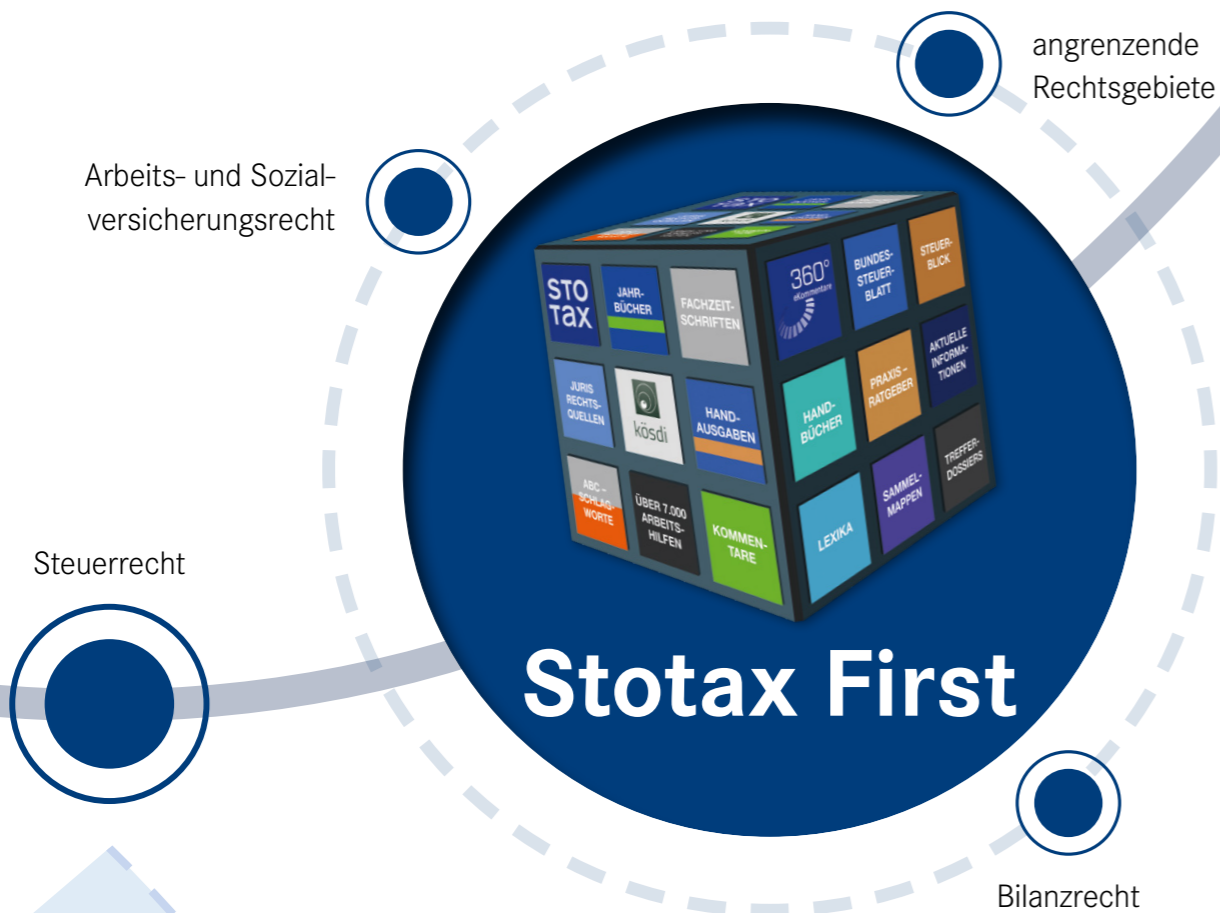 angrenzende
Rechtsgebiete
Arbeits- und Sozial-
versicherungsrecht
STO
Tax
JAHR-
BÜCHER
FACHZEIT-
SCHRIFTEN
JURIS
RECHTS-
QUELLEN
kösdi
HAND-
AUSGABEN
ABC –
SCHLAG-
WORTE
ÜBER 7.000
ARBEITS-
HILFEN
KOMMEN-
TARE
360°
eKommentare
BUNDES-
STEUER-
BLATT
STEUER-
BLICK
HAND-
BÜCHER
PRAXIS –
RATGEBER
AKTUELLE
INFORMA-
TIONEN
LEXIKA
SAMMEL-
MAPPEN
TREFFER-
DOSSIERS
Steuerrecht
Stotax First
Bilanzrecht